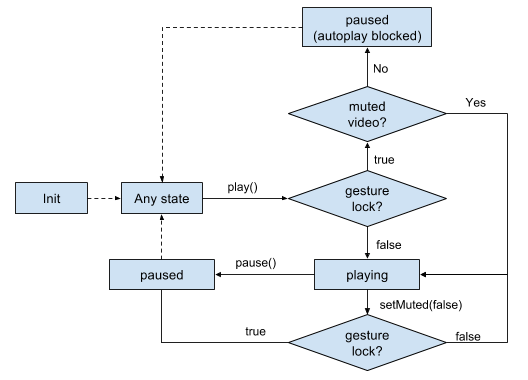 paused
(autoplay blocked)
No
muted
video?
Yes
true
Init
Any state
play()
gesture
lock?
false
paused
pause()
playing
setMuted(false)
true
gesture
lock?
false